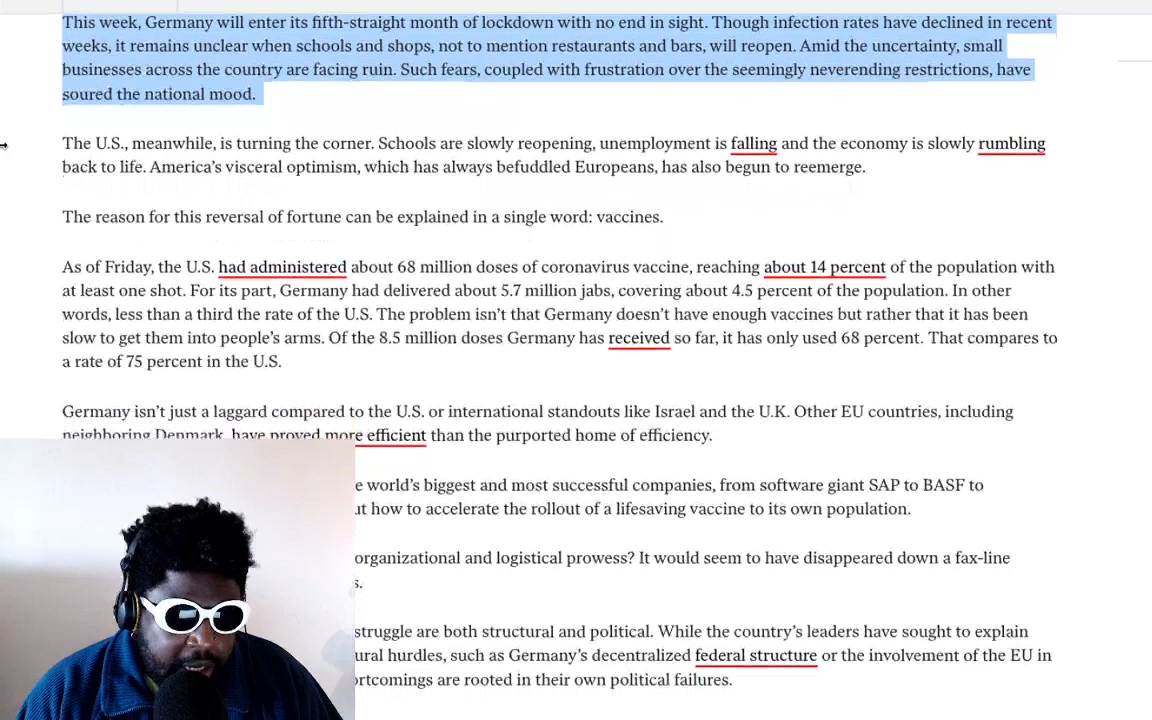 This week, Germany will enter its fifth-straight month of lockdown with no end in sight. Though infection rates have declined in recent
weeks, it remains unclear when schools and shops, not to mention restaurants and bars, will reopen. Amid the uncertainty, small
businesses across the country are facing ruin. Such fears, coupled with frustration over the seemingly neverending restrictions, have
soured the national mood.
The U.S., meanwhile, is turning the corner. Schools are slowly reopening, unemployment is falling and the economy is slowly rumbling
back to life. America's visceral optimism, which has always befuddled Europeans, has also begun to reemerge.
The reason for this reversal of fortune can be explained in a single word: vaccines.
As of Friday, the U.S. had administered about 68 million doses of coronavirus vaccine, reaching about 14 percent of the population with
at least one shot. For its part, Germany had delivered about 5.7 million jabs, covering about 4.5 percent of the population. In other
words, less than a third the rate of the U.S. The problem isn't that Germany doesn't have enough vaccines but rather that it has been
slow to get them into people's arms. Of the 8.5 million doses Germany has received so far, it has only used 68 percent. That compares to
a rate of 75 percent in the U.S.
Germany isn't just a laggard compared to the U.S. or international standouts like Israel and the U.K. Other EU countries, including
neighboring Denmark, have proved more efficient than the purported home of efficiency.
world's biggest and most successful companies, from software giant SAP to BASF to
how to accelerate the rollout of a lifesaving vaccine to its own population.
organizational and logistical prowess? It would seem to have disappeared down a fax-line
struggle are both structural and political. While the country's leaders have sought to explain
hurdles, such as Germany's decentralized federal structure or the involvement of the EU in
are rooted in their own political failures.